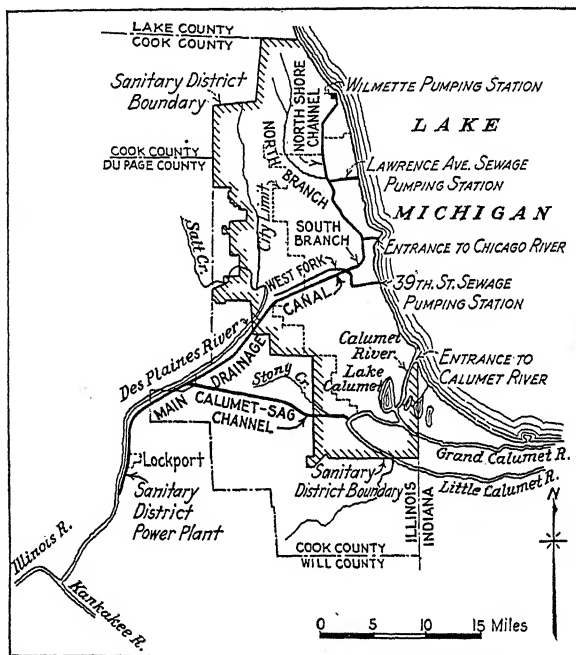 LAKE COUNTY
COOK COUNTY
Sanitary District
Boundary
NORTH SHORE
CHANNEL
Wilmette Pumping Station
LAKE
COOK COUNTY
DU PAGE COUNTY
NORTH
BRANCH
Lawrence Ave. Sewage
Pumping Station
MICHIGAN
City Limit
SOUTH
BRANCH
Entrance to Chicago River
Salt Cr.
WEST FORK
CANAL
39th. St. Sewage
Pumping Station
Des Plaines River
MAIN DRAINAGE
Calumet
River
Lake
Calumet
Entrance to
Calumet River
Stony Cr.
CALUMET-SAG
CHANNEL
Grand Calumet R.
Little Calumet R.
Lockport
Sanitary
District
Power Plant
Sanitary
District Boundary
ILLINOIS
INDIANA
N
Illinois R.
Kankakee R.
COOK COUNTY
WILL COUNTY
0 5 10 15 Miles